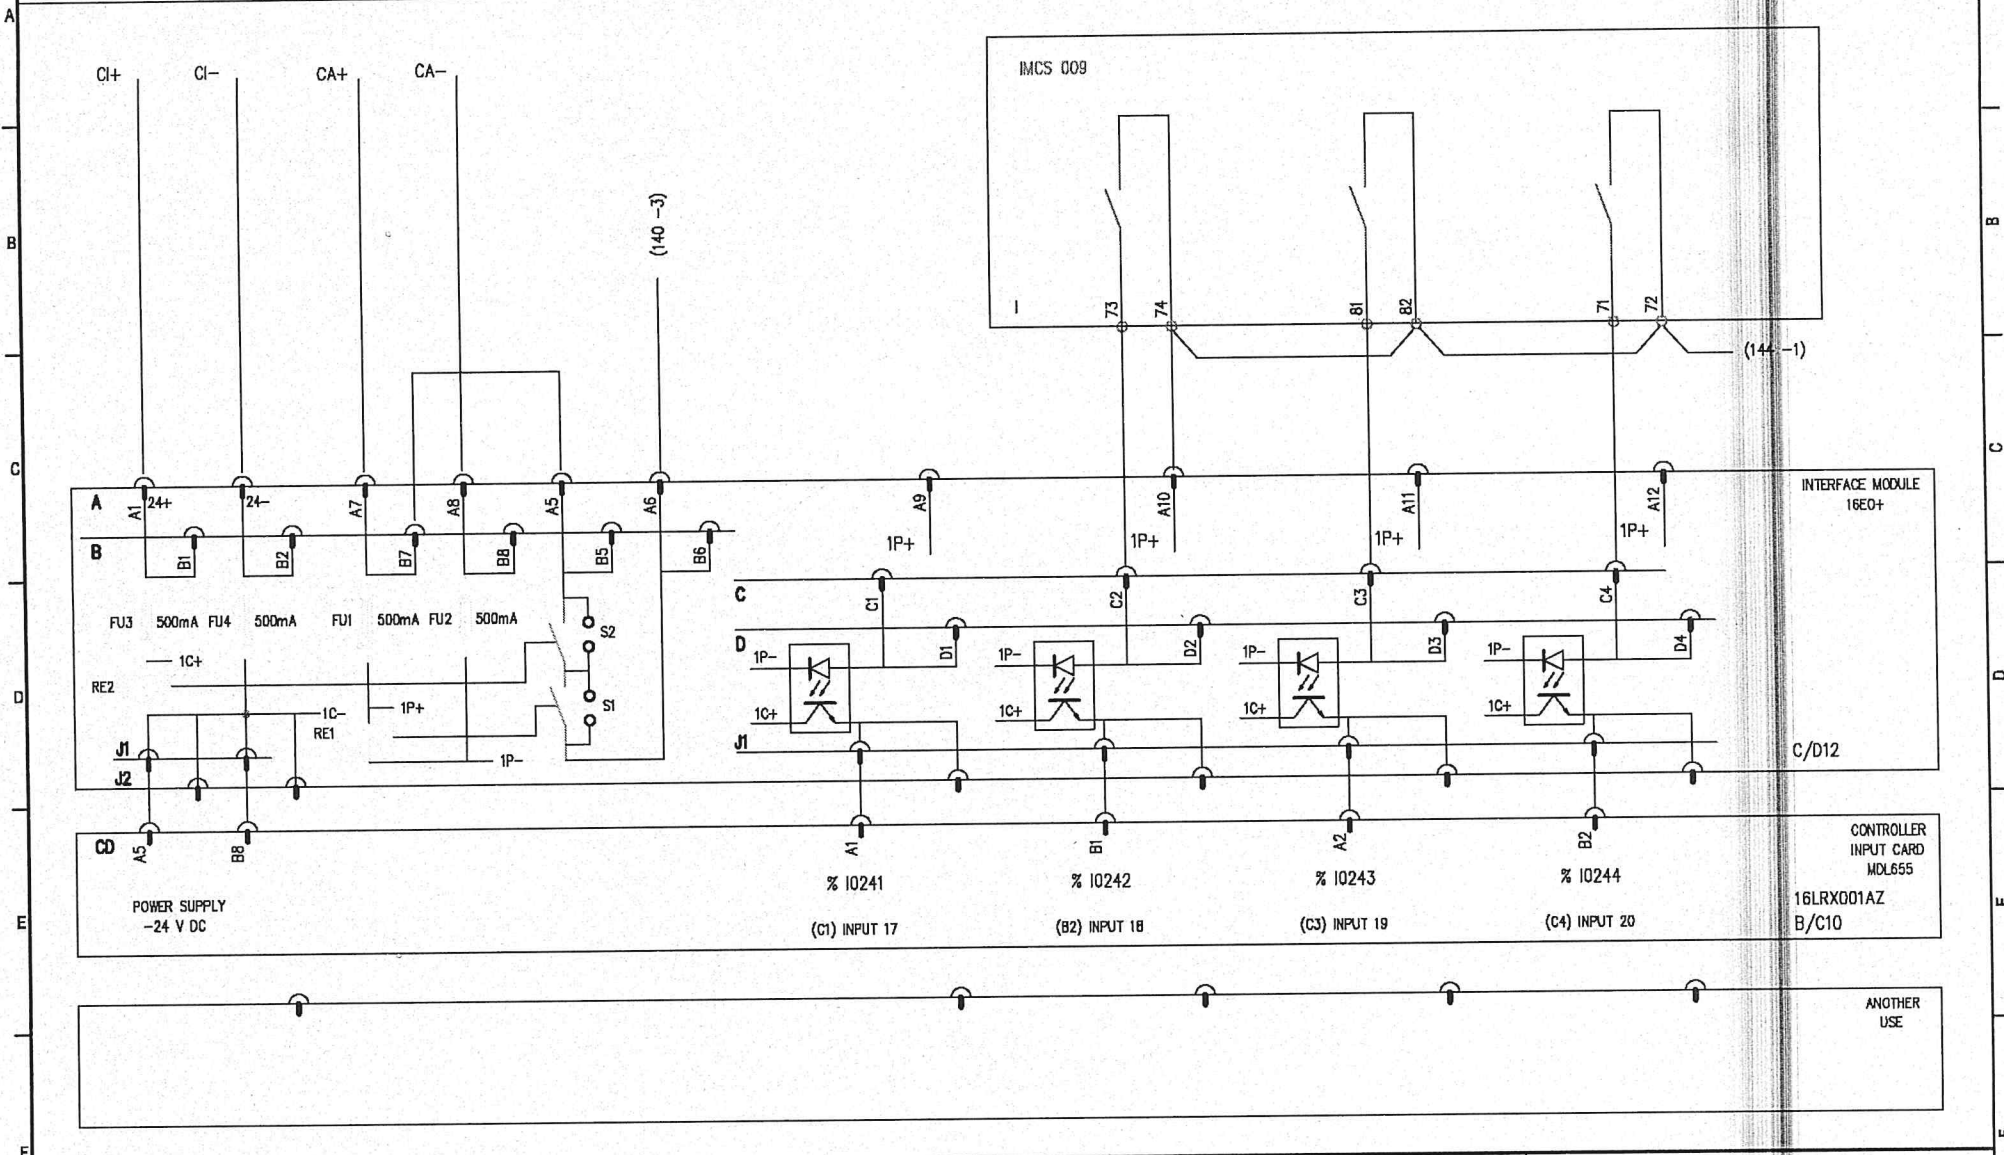 A
CI+ CI- CA+ CA-
IMCS 009
B B
(140 -3)
I 73 74 81 82 71 72
(144 -1)
C C
A A1 24+ 24- A7 A8 A5 A6 A9 A10 A11 A12
INTERFACE MODULE
16EO+
B B1 B2 B7 B8 B5 B6
1P+ 1P+ 1P+ 1P+
C C1 C2 C3 C4
FU3 500mA FU4 500mA FU1 500mA FU2 500mA
S2
D D1 D2 D3 D4
1C+
1P- 1P- 1P- 1P-
RE2
D D
1P+ S1
1C-
RE1
1C+ 1C+ 1C+ 1C+
J1 J1
C/D12
1P-
J2
CD A5 B8 A1 B1 A2 B2
CONTROLLER
INPUT CARD
MDL655
% I0241 % I0242 % I0243 % I0244
16LRX001AZ
POWER SUPPLY
-24 V DC
E
(C1) INPUT 17 (B2) INPUT 18 (C3) INPUT 19 (C4) INPUT 20
B/C10
ANOTHER
USE